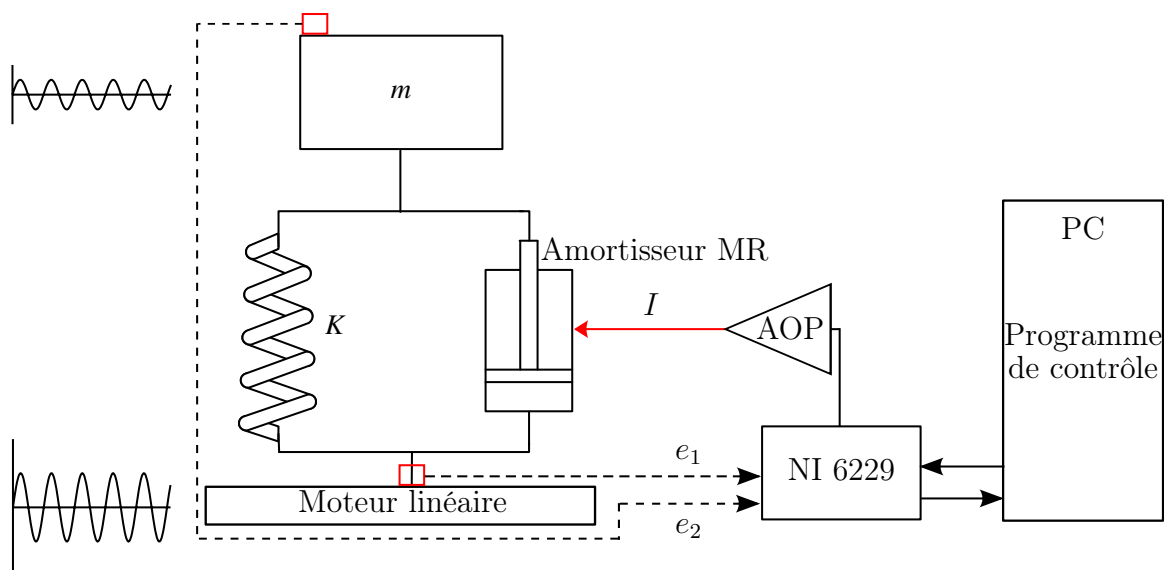 m
PC
Amortisseur MR
I
K
AOP
Programme
de contrôle
e₁
NI 6229
Moteur linéaire
e₂